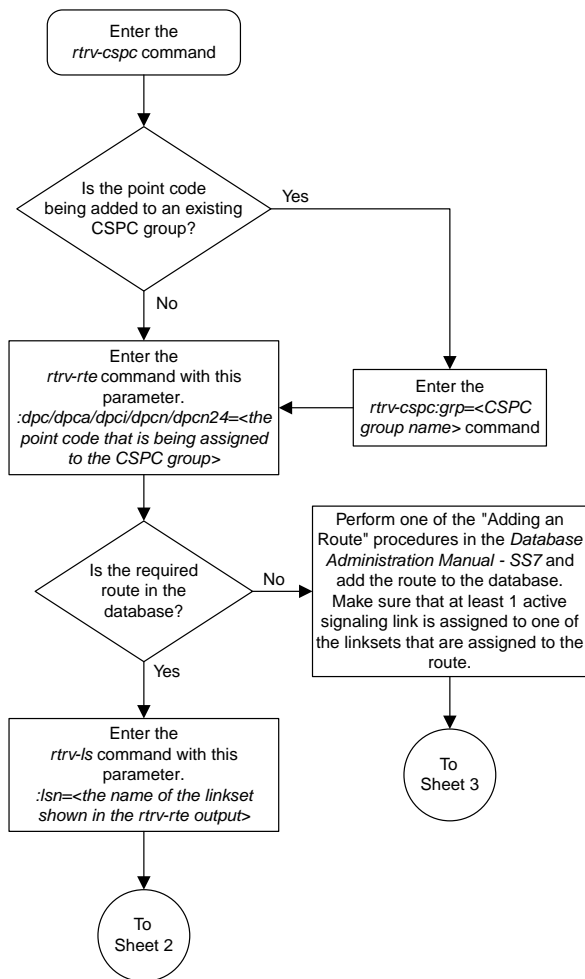 Enter the
rtrv-cspc command
Is the point code
being added to an existing
CSPC group?
Yes
No
Enter the
rtrv-rte command with this
parameter.
:dpc/dpca/dpci/dpcn/dpcn24=<the
point code that is being assigned
to the CSPC group>
Enter the
rtrv-cspc:grp=<CSPC
group name> command
Is the required
route in the
database?
No
Yes
Perform one of the "Adding an
Route" procedures in the Database
Administration Manual - SS7 and
add the route to the database.
Make sure that at least 1 active
signaling link is assigned to one of
the linksets that are assigned to the
route.
Enter the
rtrv-ls command with this
parameter.
:lsn=<the name of the linkset
shown in the rtrv-rte output>
To
Sheet 3
To
Sheet 2